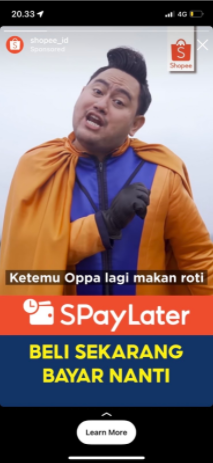 20.33
4G
shopee_id
Sponsored
Shopee
Ketemu Oppa lagi makan roti
SPayLater
BELI SEKARANG
BAYAR NANTI
Learn More